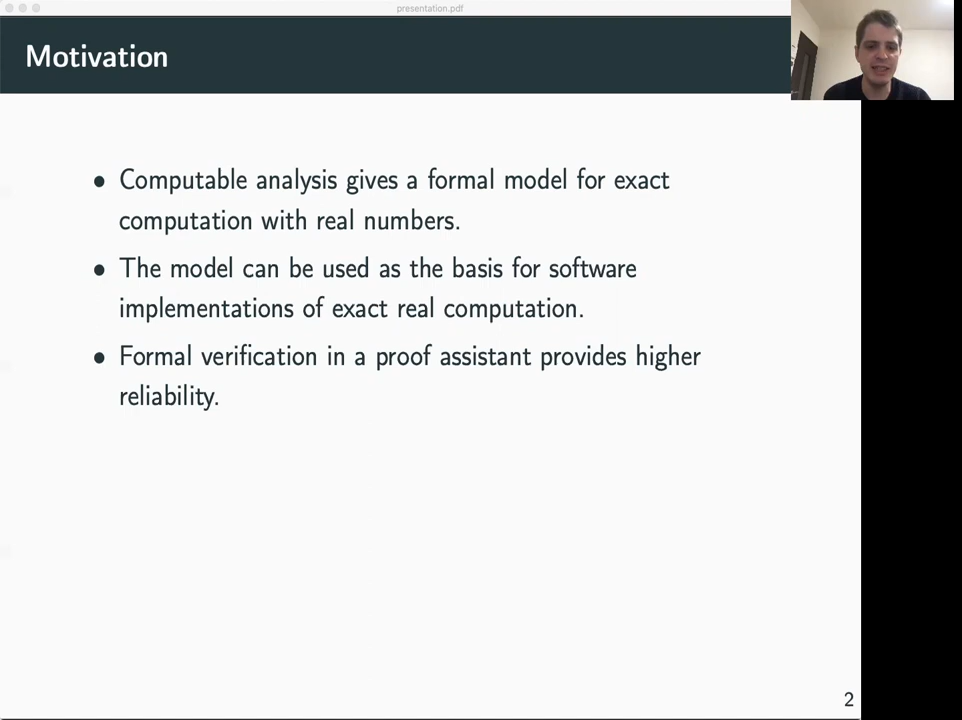 presentation.pdf
Motivation
• Computable analysis gives a formal model for exact
computation with real numbers.
• The model can be used as the basis for software
implementations of exact real computation.
• Formal verification in a proof assistant provides higher
reliability.
2